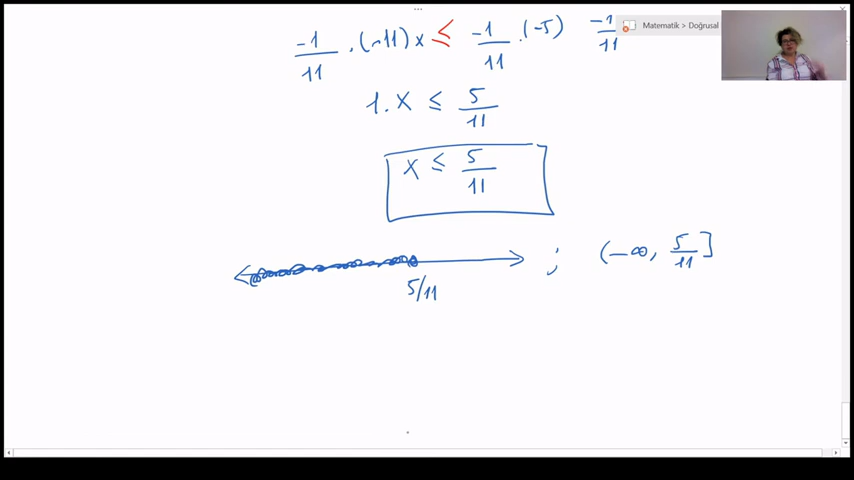 -1/11 . (-11) x ≤ -1/11 . (-5) -1/11
Matematik > Doğrusal
1. x ≤ 5/11
x ≤ 5/11
5/11 ; (-∞, 5/11]